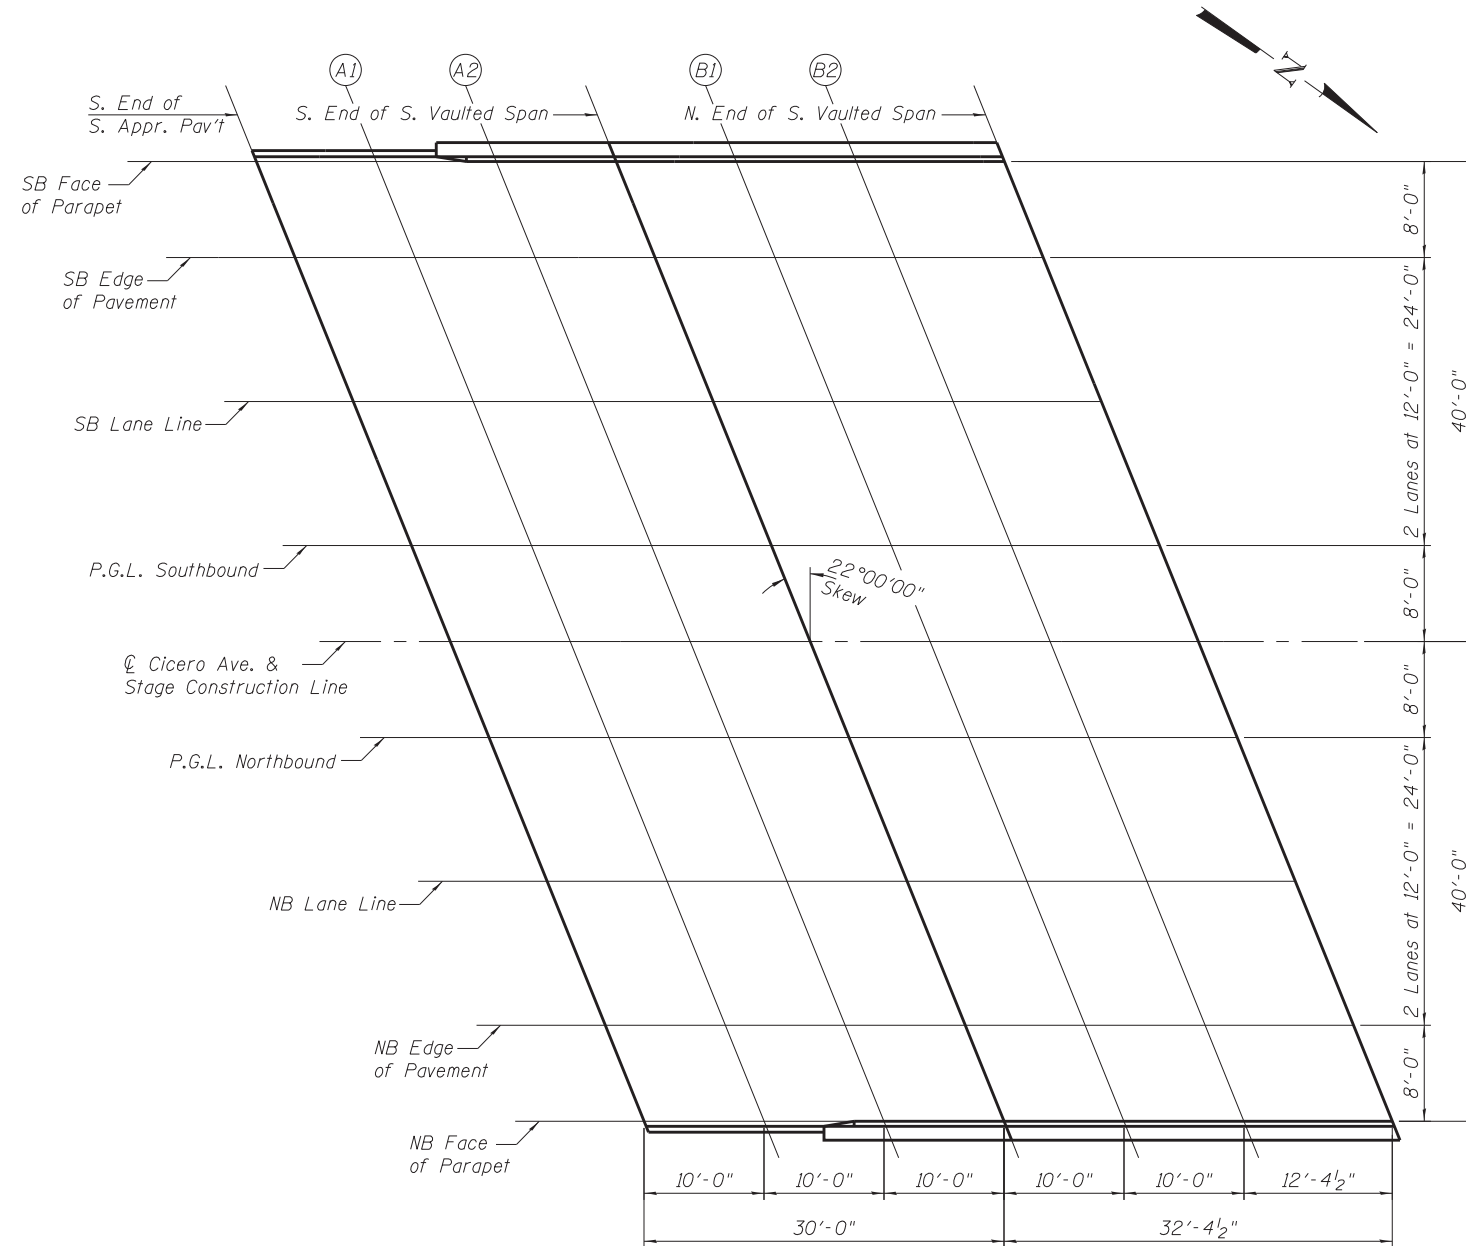 N
A1
A2
B1
B2
S. End of
S. Appr. Pav't
S. End of S. Vaulted Span
N. End of S. Vaulted Span
SB Face
of Parapet
8'-0"
SB Edge
of Pavement
2 Lanes at 12'-0" = 24'-0"
40'-0"
SB Lane Line
P.G.L. Southbound
22°00'00"
Skew
8'-0"
℄ Cicero Ave. &
Stage Construction Line
8'-0"
P.G.L. Northbound
2 Lanes at 12'-0" = 24'-0"
40'-0"
NB Lane Line
NB Edge
of Pavement
8'-0"
NB Face
of Parapet
10'-0"
10'-0"
10'-0"
10'-0"
10'-0"
12'-4½"
30'-0"
32'-4½"